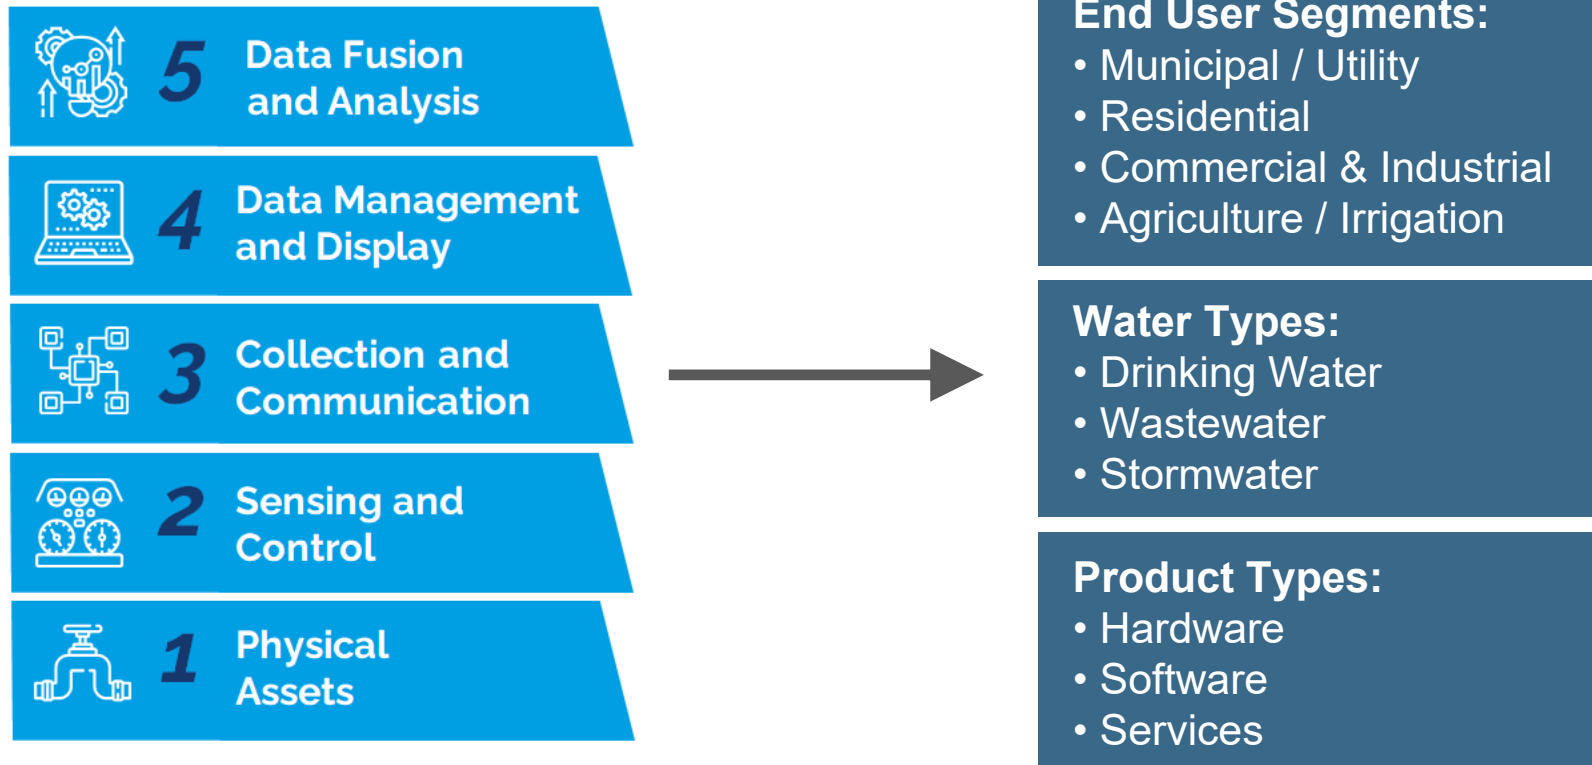 5
Data Fusion
and Analysis
4
Data Management
and Display
3
Collection and
Communication
2
Sensing and
Control
1
Physical
Assets
End User Segments:
• Municipal / Utility
• Residential
• Commercial & Industrial
• Agriculture / Irrigation
Water Types:
• Drinking Water
• Wastewater
• Stormwater
Product Types:
• Hardware
• Software
• Services